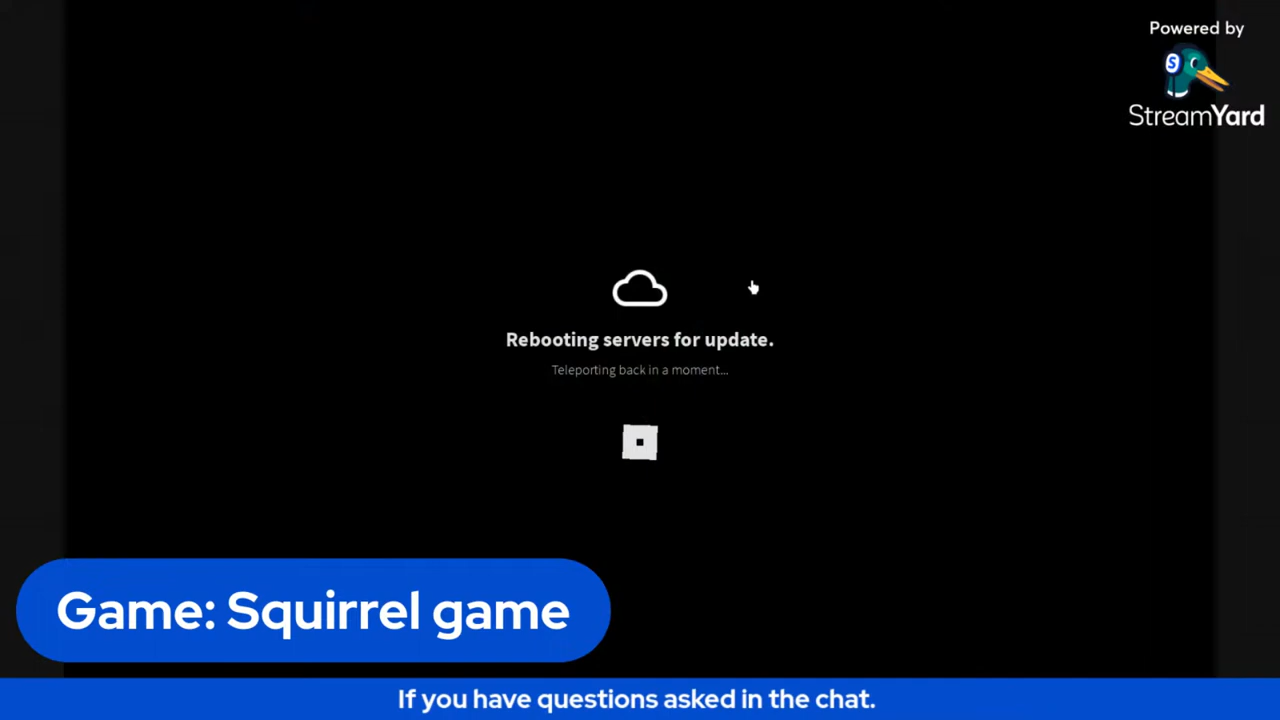 Powered by
StreamYard
Rebooting servers for update.
Teleporting back in a moment...
Game: Squirrel game
If you have questions asked in the chat.